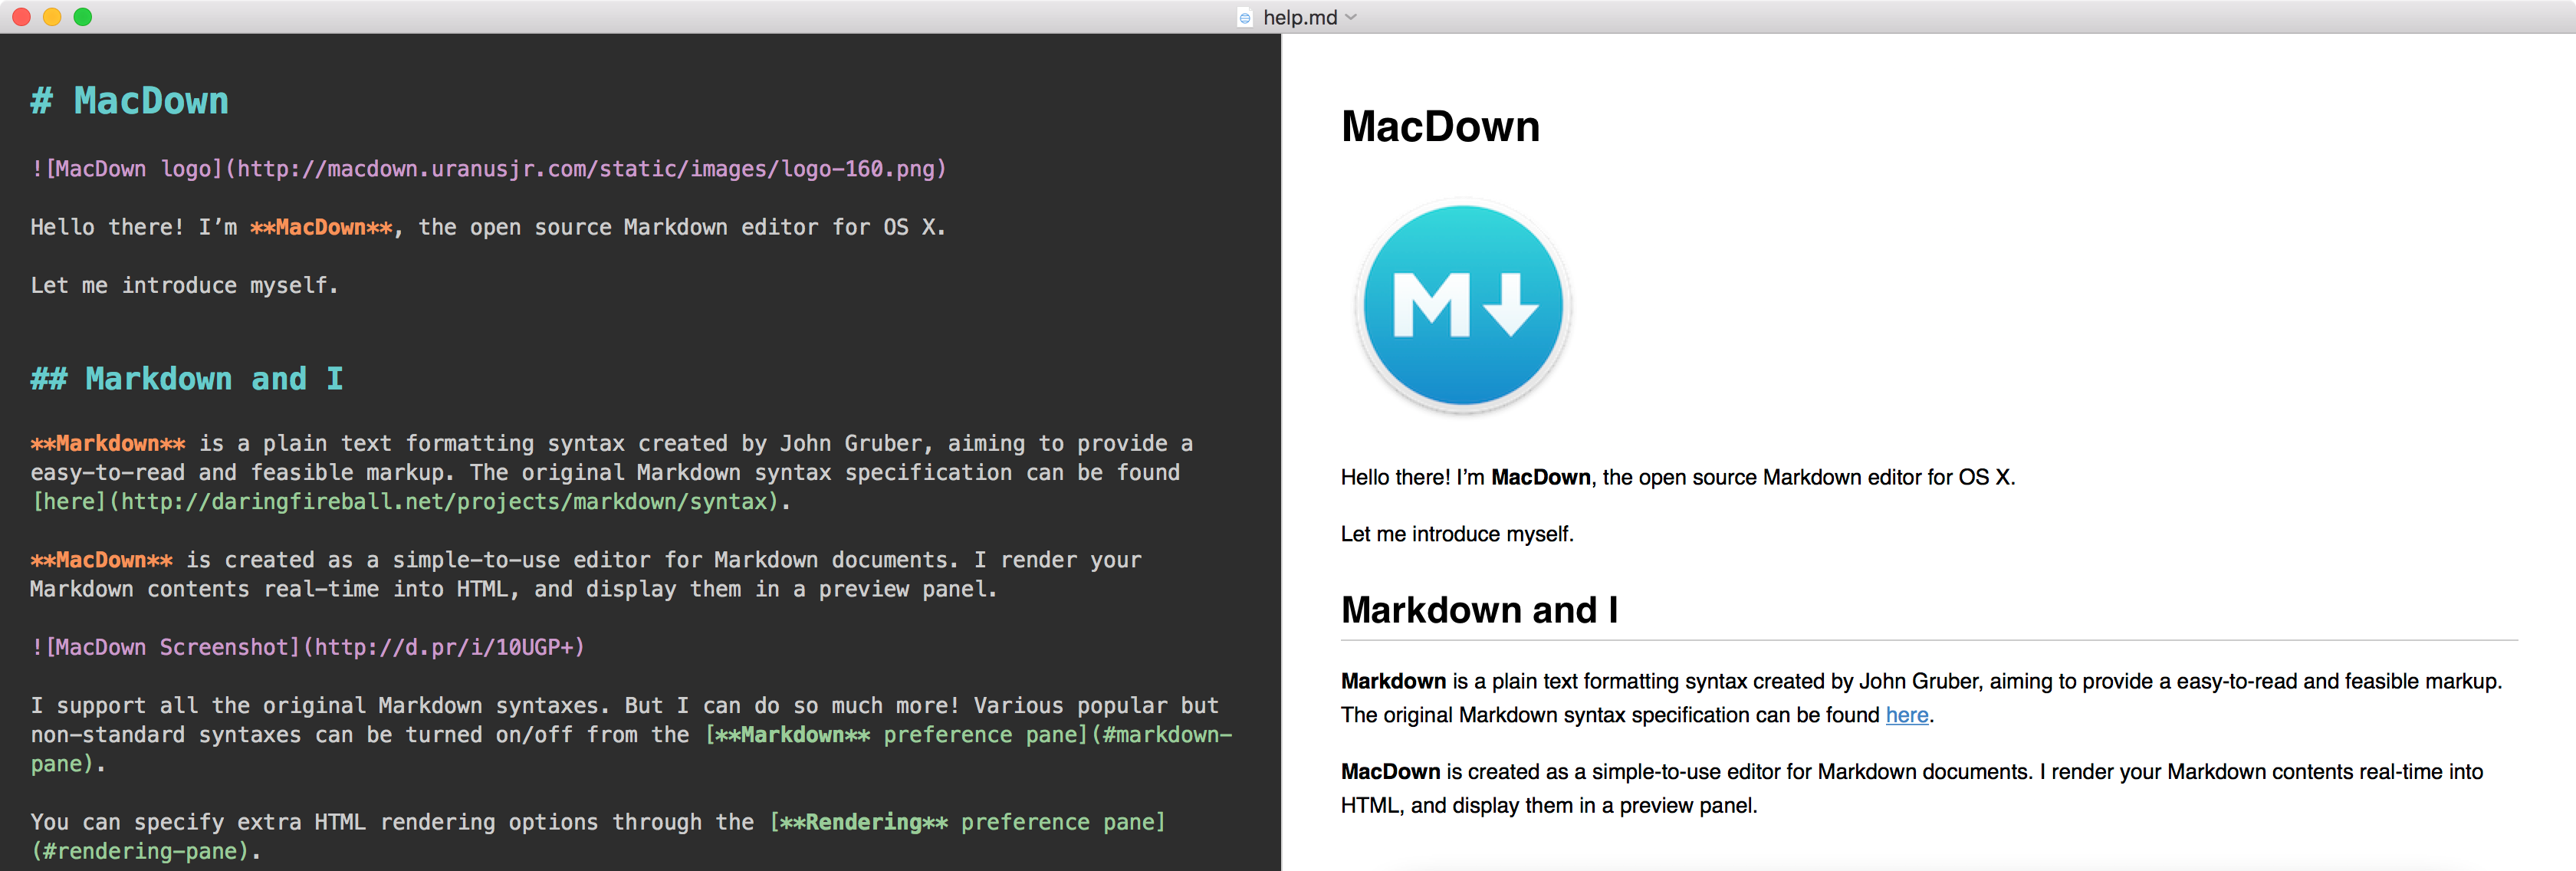 help.md
# MacDown
![MacDown logo](http://macdown.uranusjr.com/static/images/logo-160.png)
Hello there! I’m **MacDown**, the open source Markdown editor for OS X.
Let me introduce myself.
## Markdown and I
**Markdown** is a plain text formatting syntax created by John Gruber, aiming to provide a
easy-to-read and feasible markup. The original Markdown syntax specification can be found
[here](http://daringfireball.net/projects/markdown/syntax).
**MacDown** is created as a simple-to-use editor for Markdown documents. I render your
Markdown contents real-time into HTML, and display them in a preview panel.
![MacDown Screenshot](http://d.pr/i/10UGP+)
I support all the original Markdown syntaxes. But I can do so much more! Various popular but
non-standard syntaxes can be turned on/off from the [**Markdown** preference pane](#markdown-
pane).
You can specify extra HTML rendering options through the [**Rendering** preference pane]
(#rendering-pane).
MacDown
M
Hello there! I’m MacDown, the open source Markdown editor for OS X.
Let me introduce myself.
Markdown and I
Markdown is a plain text formatting syntax created by John Gruber, aiming to provide a easy-to-read and feasible markup.
The original Markdown syntax specification can be found here.
MacDown is created as a simple-to-use editor for Markdown documents. I render your Markdown contents real-time into
HTML, and display them in a preview panel.